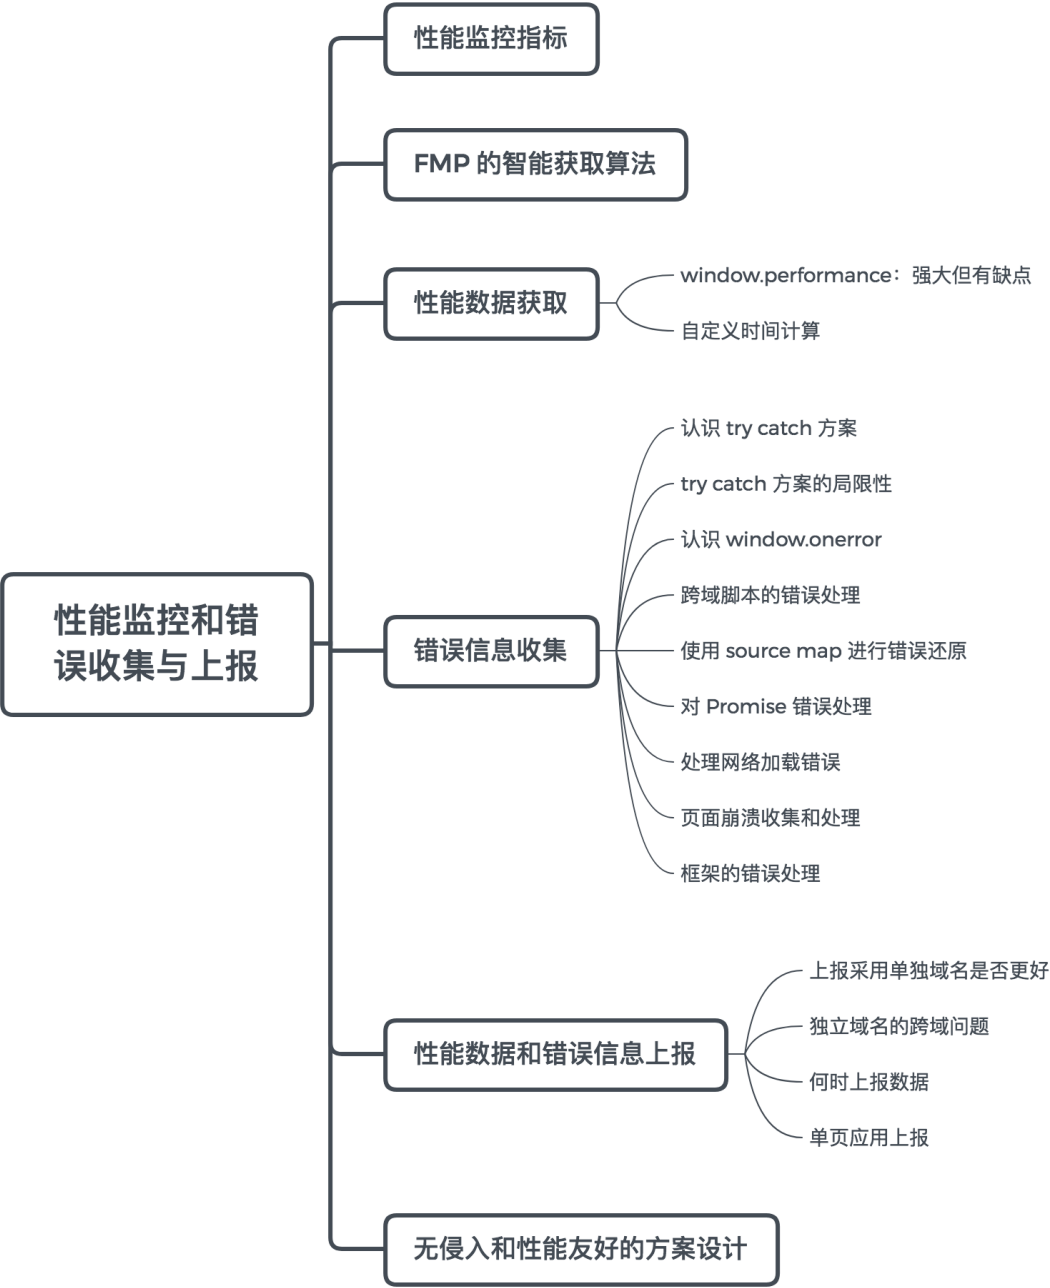 性能监控和错
误收集与上报
性能监控指标
FMP 的智能获取算法
性能数据获取
window.performance：强大但有缺点
自定义时间计算
错误信息收集
认识 try catch 方案
try catch 方案的局限性
认识 window.onerror
跨域脚本的错误处理
使用 source map 进行错误还原
对 Promise 错误处理
处理网络加载错误
页面崩溃收集和处理
框架的错误处理
性能数据和错误信息上报
上报采用单独域名是否更好
独立域名的跨域问题
何时上报数据
单页应用上报
无侵入和性能友好的方案设计